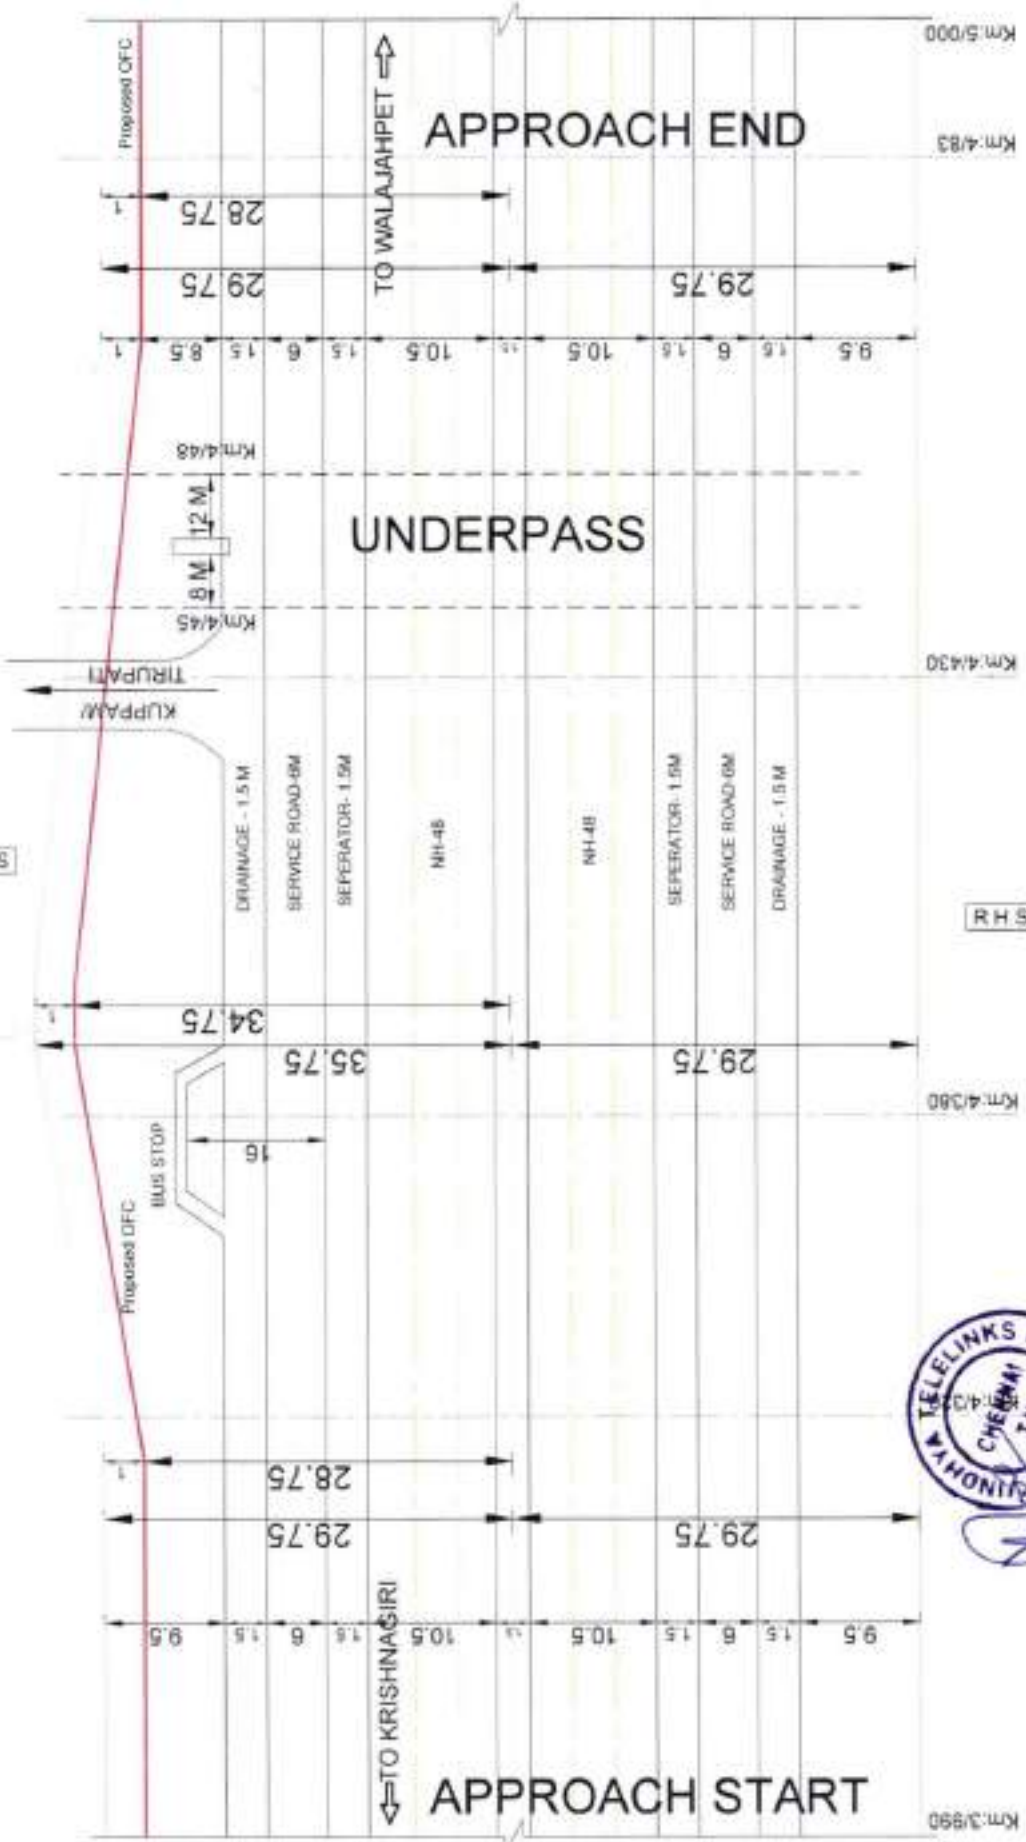 Km:5/000
Proposed OFC
TO WALAJAHPET
APPROACH END
Km:4/83
1
28.75
29.75
29.75
1
8.5
1.5
6
1.5
10.5
1.5
10.5
1.5
6
1.5
9.5
Km:4/48
12 M
8 M
UNDERPASS
Km:4/45
TIRUPATI
KUPPAM/
Km:4/430
DRAINAGE - 1.5 M
SERVICE ROAD-6M
SEPERATOR- 1.5M
NH-48
NH-48
SEPERATOR- 1.5M
SERVICE ROAD-6M
DRAINAGE - 1.5 M
S
R H S
1
34.75
35.75
29.75
Km:4/380
BUS STOP
16
Proposed OFC
TELELINKS
CHENNAI
1
28.75
29.75
29.75
9.5
1.5
6
1.5
10.5
1.5
10.5
1.5
6
1.5
9.5
TO KRISHNAGIRI
APPROACH START
Km:3/990